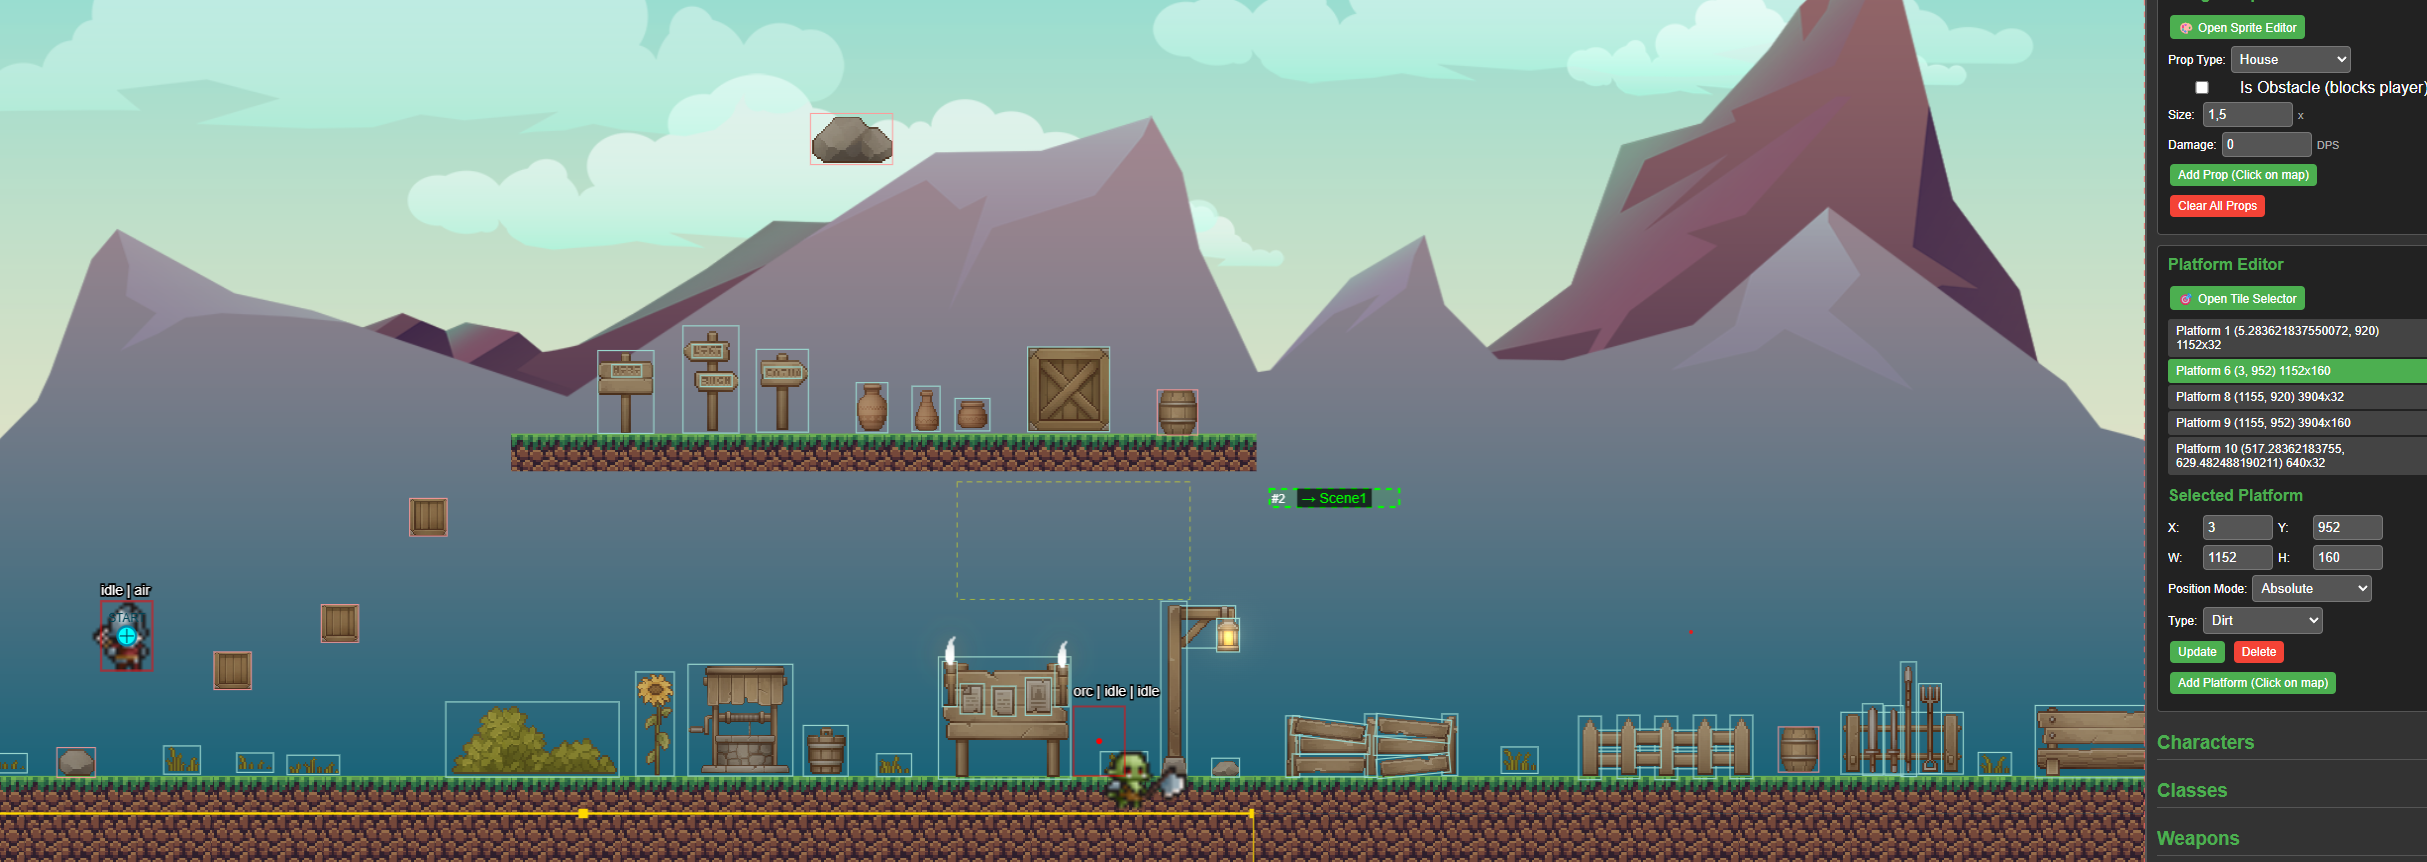 Open Sprite Editor
Prop Type: House
Is Obstacle (blocks player)
Size: 1,5 x
Damage: 0 DPS
Add Prop (Click on map)
Clear All Props
Platform Editor
Open Tile Selector
Platform 1 (5.283621837550072, 920)
1152x32
Platform 6 (3, 952) 1152x160
Platform 8 (1155, 920) 3904x32
Platform 9 (1155, 952) 3904x160
Platform 10 (517.28362183755,
629.482488190211) 640x32
Selected Platform
X: 3 Y: 952
W: 1152 H: 160
Position Mode: Absolute
Type: Dirt
Update Delete
Add Platform (Click on map)
Characters
Classes
Weapons
#2 → Scene1
idle | air
orc | idle | idle